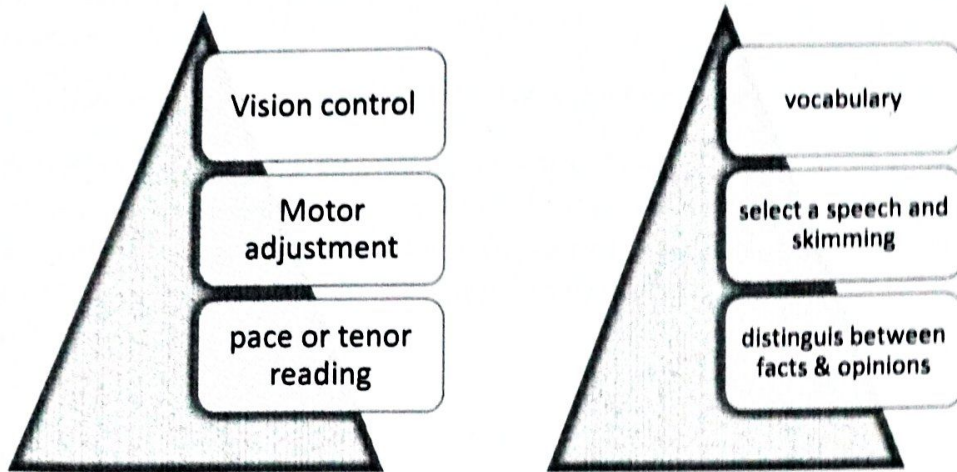 Vision control
Motor
adjustment
pace or tenor
reading
vocabulary
select a speech and
skimming
distinguis between
facts & opinions